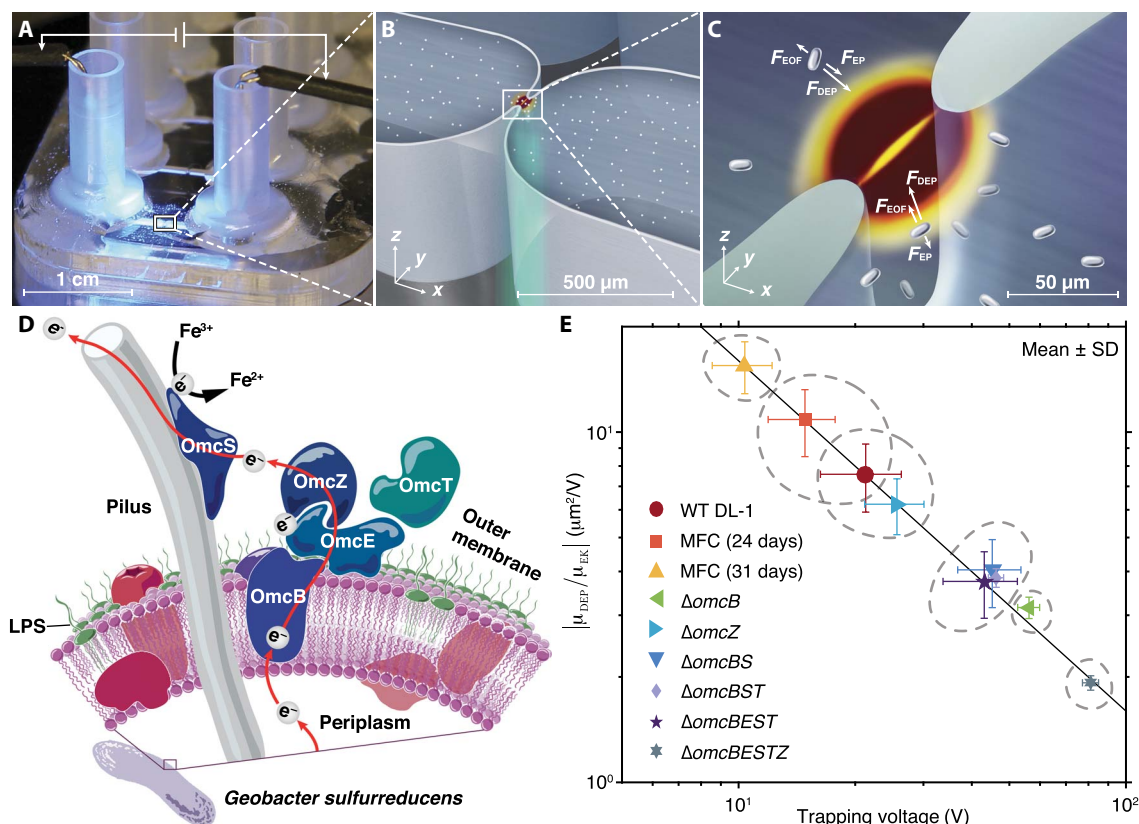 A
1 cm
B
z
y
x
500 μm
C
F_EOF
F_EP
F_DEP
F_DEP
F_EOF
F_EP
z
y
x
50 μm
D
e-
Fe3+
e-
Fe2+
OmcS
e-
OmcZ
OmcT
Pilus
e-
OmcE
Outer
membrane
OmcB
LPS
e-
e-
Periplasm
Geobacter sulfurreducens
E
Mean ± SD
|μDEP/μEK| (μm²/V)
10¹
10⁰
WT DL-1
MFC (24 days)
MFC (31 days)
ΔomcB
ΔomcZ
ΔomcBS
ΔomcBST
ΔomcBEST
ΔomcBESTZ
10¹
10²
Trapping voltage (V)